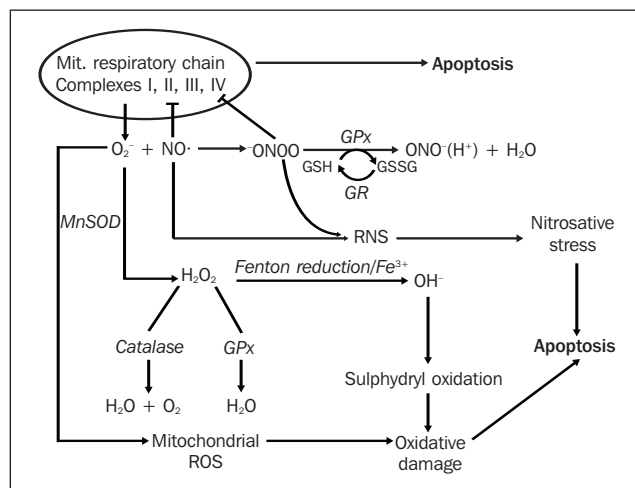 Mit. respiratory chain
Complexes I, II, III, IV
Apoptosis
O₂⁻ + NO· ⁻ONOO GPx ONO⁻(H⁺) + H₂O
GSH GSSG
GR
MnSOD
RNS
Nitrosative
stress
H₂O₂ Fenton reduction/Fe³⁺ OH⁻
Catalase GPx
Apoptosis
Sulphydryl oxidation
H₂O + O₂ H₂O
Mitochondrial
ROS
Oxidative
damage